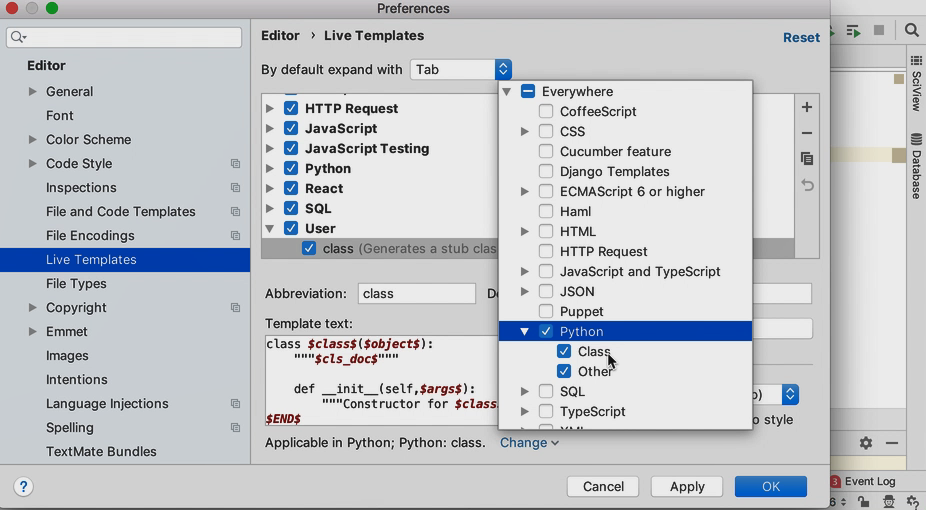 Preferences
Editor › Live Templates
Reset
By default expand with Tab
Editor
General
Font
Color Scheme
Code Style
Inspections
File and Code Templates
File Encodings
Live Templates
File Types
Copyright
Emmet
Images
Intentions
Language Injections
Spelling
TextMate Bundles
HTTP Request
JavaScript
JavaScript Testing
Python
React
SQL
User
class (Generates a stub clas
Abbreviation: class
Template text:
class $class$($object$):
"""$cls_doc$"""
def __init__(self,$args$):
"""Constructor for $class
$END$
Applicable in Python; Python: class. Change
Everywhere
CoffeeScript
CSS
Cucumber feature
Django Templates
ECMAScript 6 or higher
Haml
HTML
HTTP Request
JavaScript and TypeScript
JSON
Puppet
Python
Class
Other
SQL
TypeScript
o style
? Cancel Apply OK
SciView
Database
3 Event Log